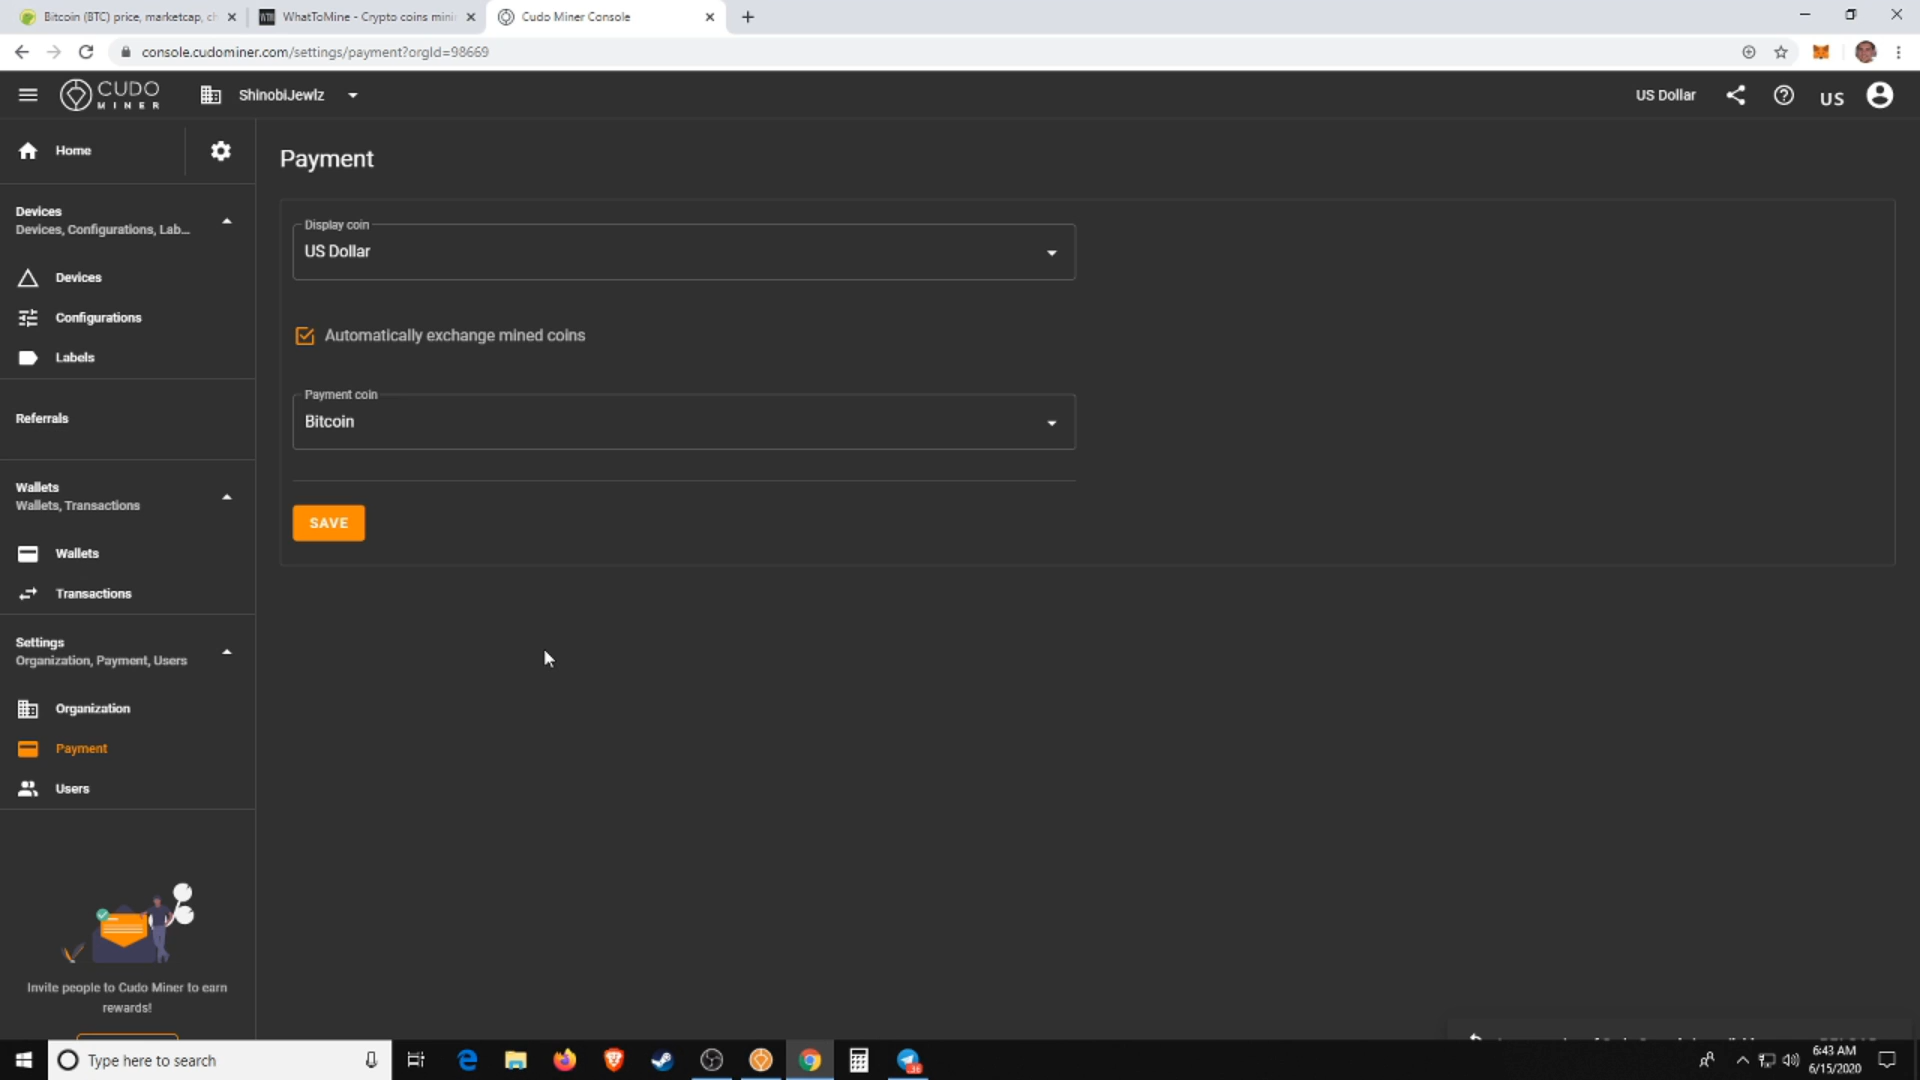 Bitcoin (BTC) price, marketcap, ch
WhatToMine - Crypto coins mini
Cudo Miner Console
console.cudominer.com/settings/payment?orgId=98669
CUDO
MINER
ShinobiJewlz
US Dollar
US
Home
Payment
Devices
Devices, Configurations, Lab...
Display coin
US Dollar
Devices
Configurations
Automatically exchange mined coins
Labels
Payment coin
Bitcoin
Referrals
Wallets
Wallets, Transactions
SAVE
Wallets
Transactions
Settings
Organization, Payment, Users
Organization
Payment
Users
Invite people to Cudo Miner to earn
rewards!
Type here to search
6:43 AM
6/15/2020